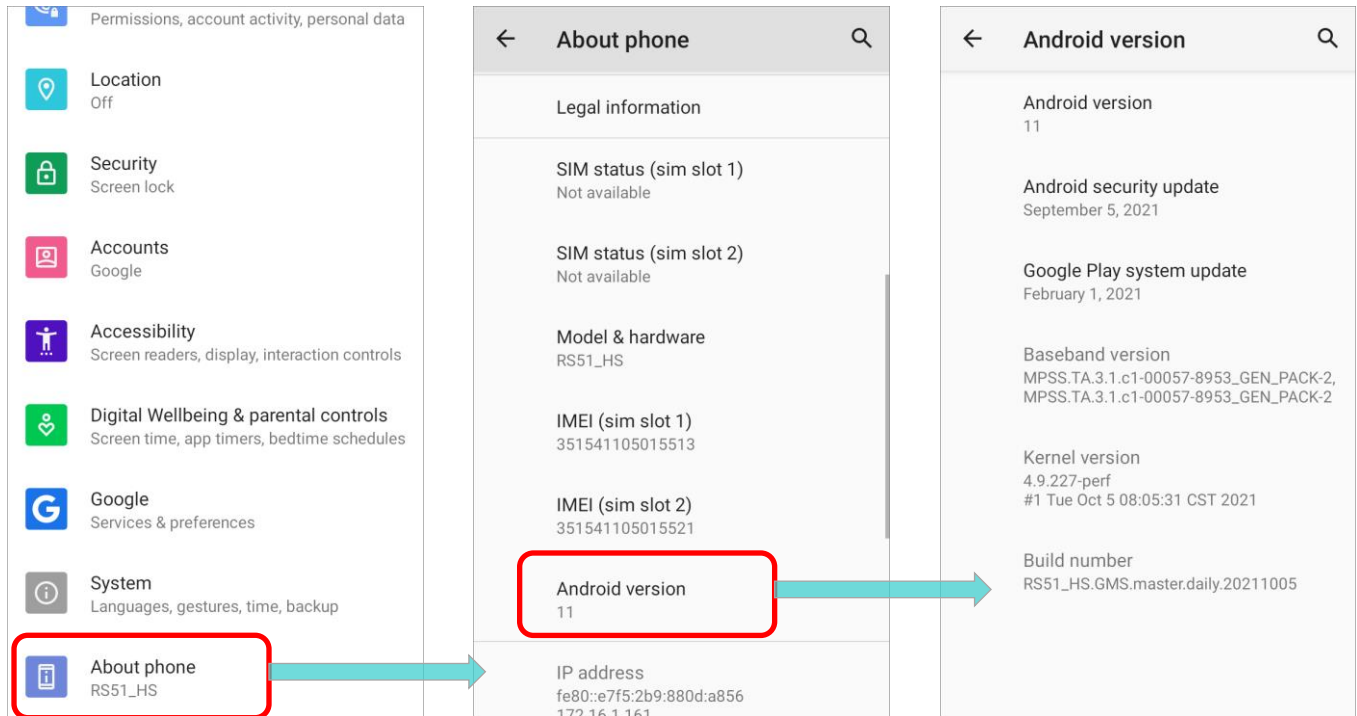 Permissions, account activity, personal data
Location
Off
Security
Screen lock
Accounts
Google
Accessibility
Screen readers, display, interaction controls
Digital Wellbeing & parental controls
Screen time, app timers, bedtime schedules
G
Google
Services & preferences
System
Languages, gestures, time, backup
About phone
RS51_HS
About phone
Legal information
SIM status (sim slot 1)
Not available
SIM status (sim slot 2)
Not available
Model & hardware
RS51_HS
IMEI (sim slot 1)
351541105015513
IMEI (sim slot 2)
351541105015521
Android version
11
IP address
fe80::e7f5:2b9:880d:a856
172.16.1.161
Android version
Android version
11
Android security update
September 5, 2021
Google Play system update
February 1, 2021
Baseband version
MPSS.TA.3.1.c1-00057-8953_GEN_PACK-2,
MPSS.TA.3.1.c1-00057-8953_GEN_PACK-2
Kernel version
4.9.227-perf
#1 Tue Oct 5 08:05:31 CST 2021
Build number
RS51_HS.GMS.master.daily.20211005